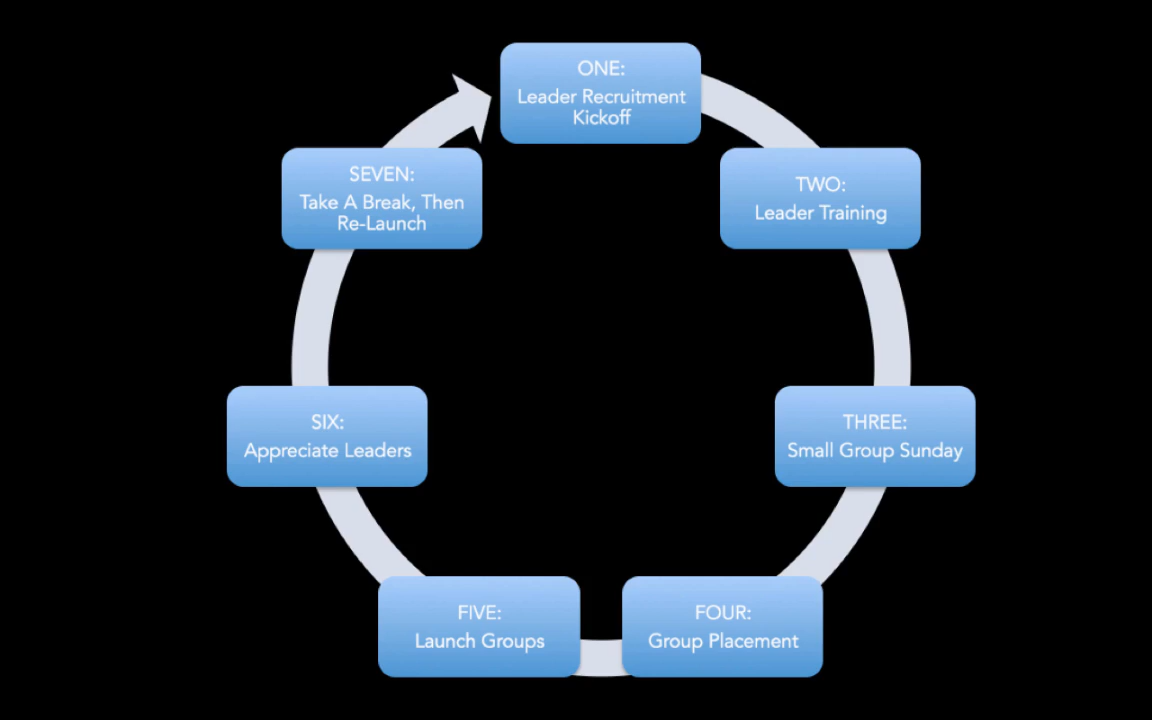 ONE:
Leader Recruitment
Kickoff
TWO:
Leader Training
THREE:
Small Group Sunday
FOUR:
Group Placement
FIVE:
Launch Groups
SIX:
Appreciate Leaders
SEVEN:
Take A Break, Then
Re-Launch